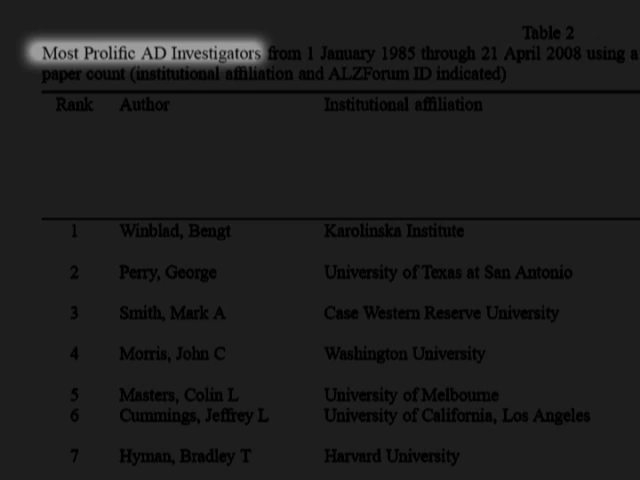 Table 2
Most Prolific AD Investigators from 1 January 1985 through 21 April 2008 using a
paper count (institutional affiliation and ALZForum ID indicated)
Rank Author Institutional affiliation
1 Winblad, Bengt Karolinska Institute
2 Perry, George University of Texas at San Antonio
3 Smith, Mark A Case Western Reserve University
4 Morris, John C Washington University
5 Masters, Colin L University of Melbourne
6 Cummings, Jeffrey L University of California, Los Angeles
7 Hyman, Bradley T Harvard University